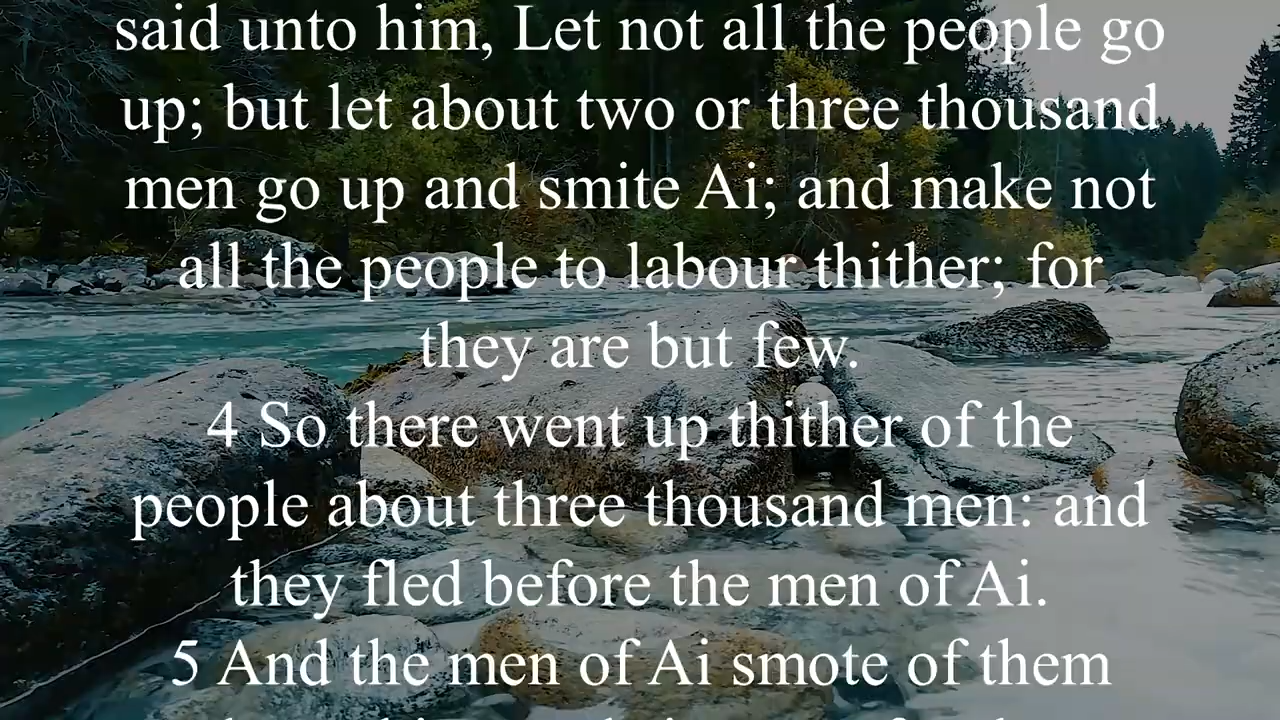 said unto him, Let not all the people go
up; but let about two or three thousand
men go up and smite Ai; and make not
all the people to labour thither; for
they are but few.
4 So there went up thither of the
people about three thousand men: and
they fled before the men of Ai.
5 And the men of Ai smote of them